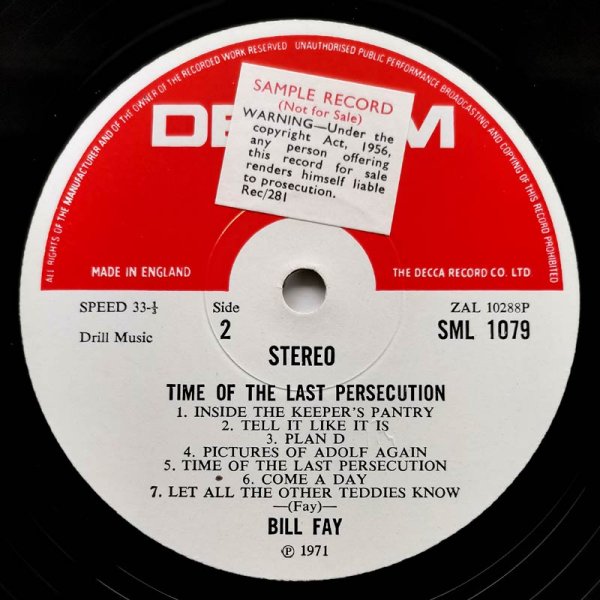 ALL RIGHTS OF THE MANUFACTURER AND OF THE OWNER OF THE RECORDED WORK RESERVED UNAUTHORISED PUBLIC PERFORMANCE BROADCASTING AND COPYING OF THIS RECORD PROHIBITED
SAMPLE RECORD
(Not for Sale)
WARNING—Under the
copyright Act, 1956,
any person offering
this record for sale
renders himself liable
to prosecution.
Rec/281
MADE IN ENGLAND
THE DECCA RECORD CO. LTD
SPEED 33-⅓
Side
ZAL 10288P
Drill Music
2
SML 1079
STEREO
TIME OF THE LAST PERSECUTION
1. INSIDE THE KEEPER'S PANTRY
2. TELL IT LIKE IT IS
3. PLAN D
4. PICTURES OF ADOLF AGAIN
5. TIME OF THE LAST PERSECUTION
6. COME A DAY
7. LET ALL THE OTHER TEDDIES KNOW
—(Fay)—
BILL FAY
℗ 1971